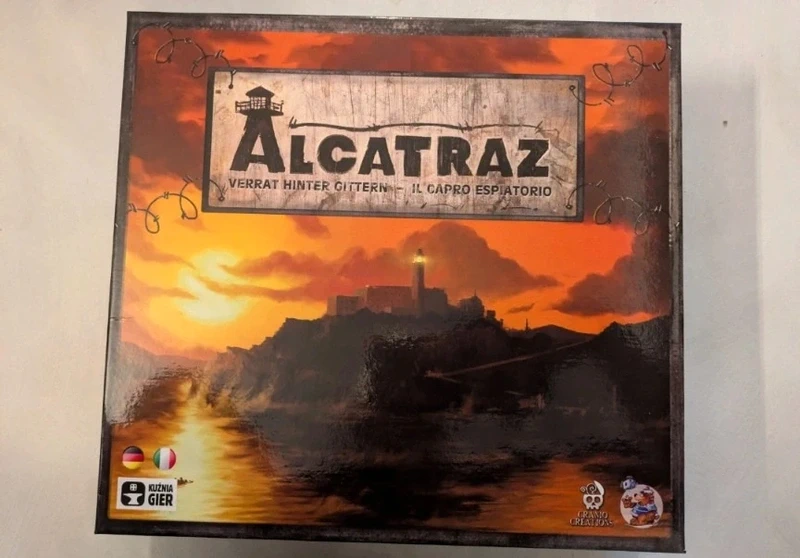 ALCATRAZ
VERRAT HINTER GITTERN - IL CAPRO ESPIATORIO
KUŹNIA
GIER
CRANIO
CREATIONS